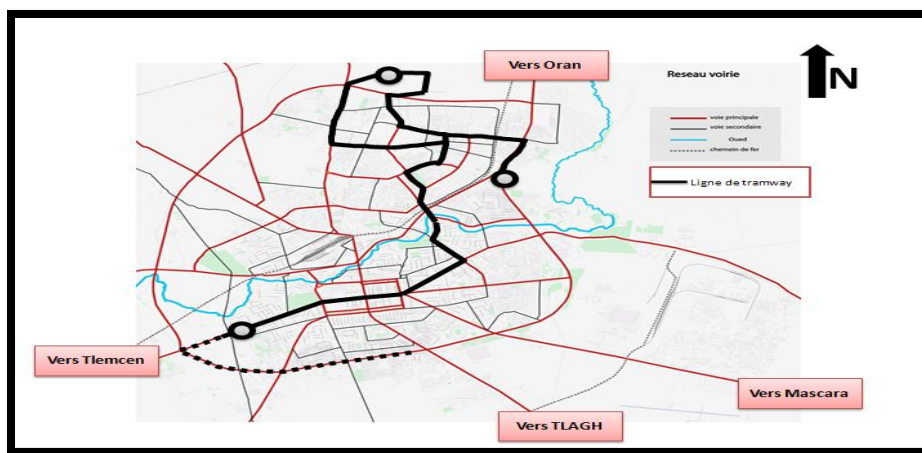 Vers Oran
N
Reseau voirie
voie principale
voie secondaire
Oued
chemein de fer
Ligne de tramway
Vers Tlemcen
Vers Mascara
Vers TLAGH